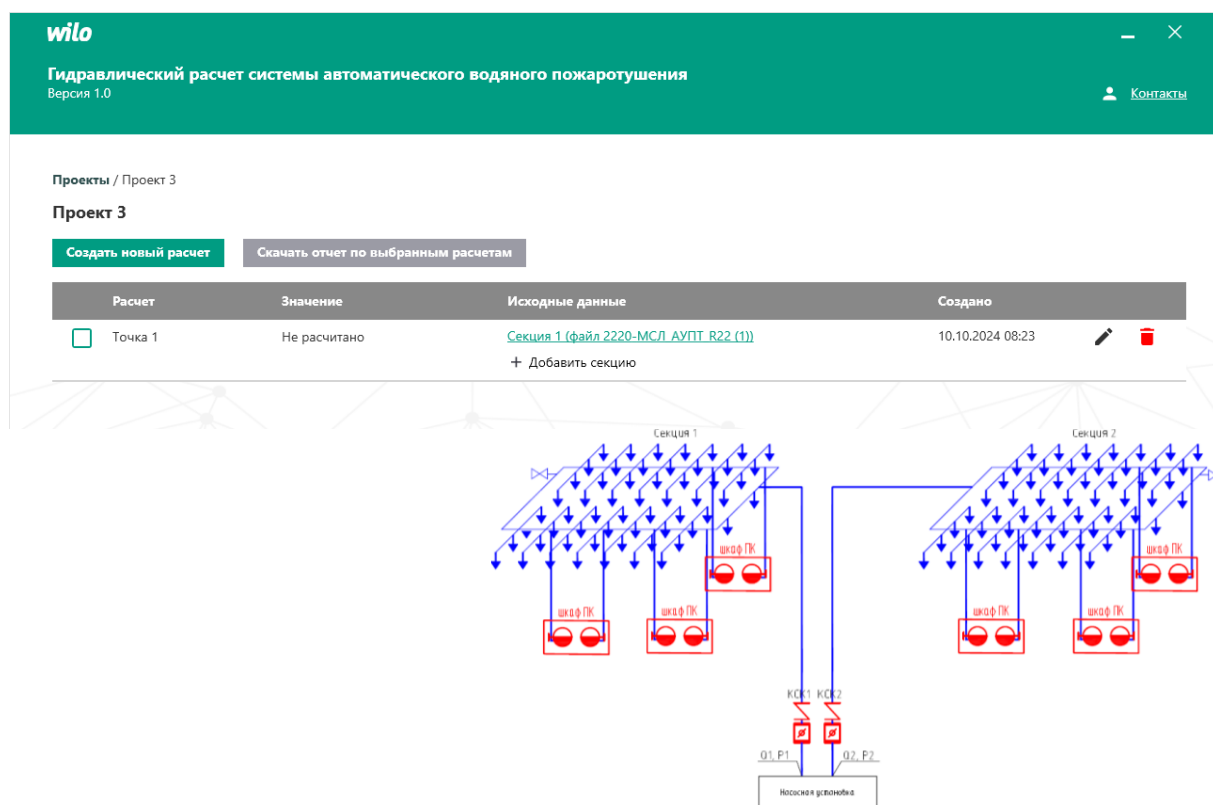 wilo
Гидравлический расчет системы автоматического водяного пожаротушения
Версия 1.0
Контакты
Проекты / Проект 3
Проект 3
Создать новый расчет
Скачать отчет по выбранным расчетам
Расчет Значение Исходные данные Создано
Точка 1 Не расчитано Секция 1 (файл 2220-МСЛ_АУПТ_R22 (1)) 10.10.2024 08:23
+ Добавить секцию
Секция 1 Секция 2
шкаф ПК шкаф ПК
шкаф ПК шкаф ПК шкаф ПК шкаф ПК
КСК1 КСК2
Q1, P1 Q2, P2
Насосная установка